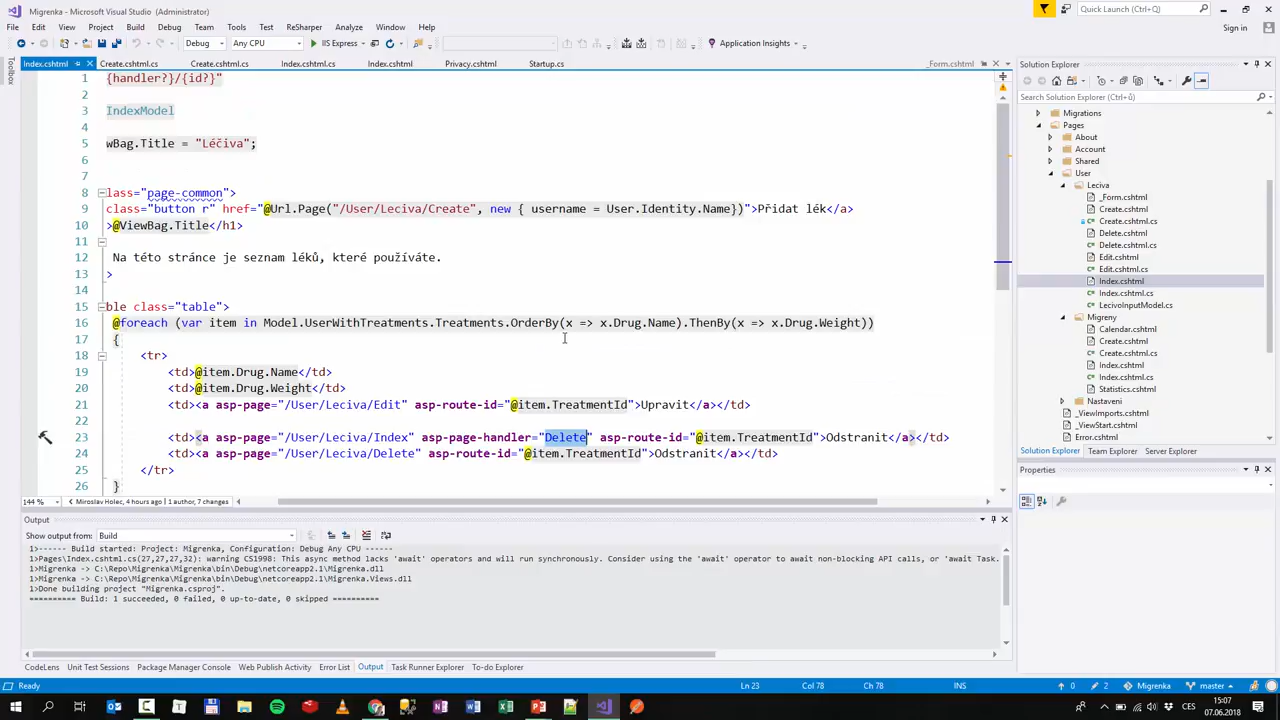 Migrenka - Microsoft Visual Studio (Administrator)
Quick Launch (Ctrl+Q)
File Edit View Project Build Debug Team Tools Test ReSharper Analyze Window Help
Sign in
Debug Any CPU IIS Express Application Insights
Toolbox
Index.cshtml Create.cshtml.cs Create.cshtml.cs Index.cshtml.cs Index.cshtml Privacy.cshtml Startup.cs _Form.cshtml
1 {handler?}/{id?}"
2
3 IndexModel
4
5 wBag.Title = "Léčiva";
6
7
8 lass="page-common">
9 class="button r" href="@Url.Page("/User/Leciva/Create", new { username = User.Identity.Name})">Přidat lék</a>
10 >@ViewBag.Title</h1>
11
12 Na této stránce je seznam léků, které používáte.
13 >
14
15 ble class="table">
16 @foreach (var item in Model.UserWithTreatments.Treatments.OrderBy(x => x.Drug.Name).ThenBy(x => x.Drug.Weight))
17 {
18 <tr>
19 <td>@item.Drug.Name</td>
20 <td>@item.Drug.Weight</td>
21 <td><a asp-page="/User/Leciva/Edit" asp-route-id="@item.TreatmentId">Upravit</a></td>
22
23 <td><a asp-page="/User/Leciva/Index" asp-page-handler="Delete" asp-route-id="@item.TreatmentId">Odstranit</a></td>
24 <td><a asp-page="/User/Leciva/Delete" asp-route-id="@item.TreatmentId">Odstranit</a></td>
25 </tr>
26 }
144 % Miroslav Holec, 4 hours ago | 1 author, 7 changes
Output
Show output from: Build
1>------ Build started: Project: Migrenka, Configuration: Debug Any CPU ------
1>Pages\Index.cshtml.cs(27,27,27,32): warning CS1998: This async method lacks 'await' operators and will run synchronously. Consider using the 'await' operator to await non-blocking API calls, or 'await Task.
1>Migrenka -> C:\Repo\Migrenka\Migrenka\bin\Debug\netcoreapp2.1\Migrenka.dll
1>Migrenka -> C:\Repo\Migrenka\Migrenka\bin\Debug\netcoreapp2.1\Migrenka.Views.dll
1>Done building project "Migrenka.csproj".
========== Build: 1 succeeded, 0 failed, 0 up-to-date, 0 skipped ==========
CodeLens Unit Test Sessions Package Manager Console Web Publish Activity Error List Output Task Runner Explorer To-do Explorer
Solution Explorer
Search Solution Explorer (Ctrl+ů)
Migrations
Pages
About
Account
Shared
User
Leciva
_Form.cshtml
Create.cshtml
Create.cshtml.cs
Delete.cshtml
Delete.cshtml.cs
Edit.cshtml
Edit.cshtml.cs
Index.cshtml
Index.cshtml.cs
LecivoInputModel.cs
Migreny
Calendar.cshtml
Create.cshtml
Create.cshtml.cs
Index.cshtml
Index.cshtml.cs
Statistics.cshtml
Nastaveni
_ViewImports.cshtml
_ViewStart.cshtml
Error.cshtml
Solution Explorer Team Explorer Server Explorer
Properties
Ready Ln 23 Col 78 Ch 78 INS 0 2 Migrenka master
CES 15:07
07.06.2018